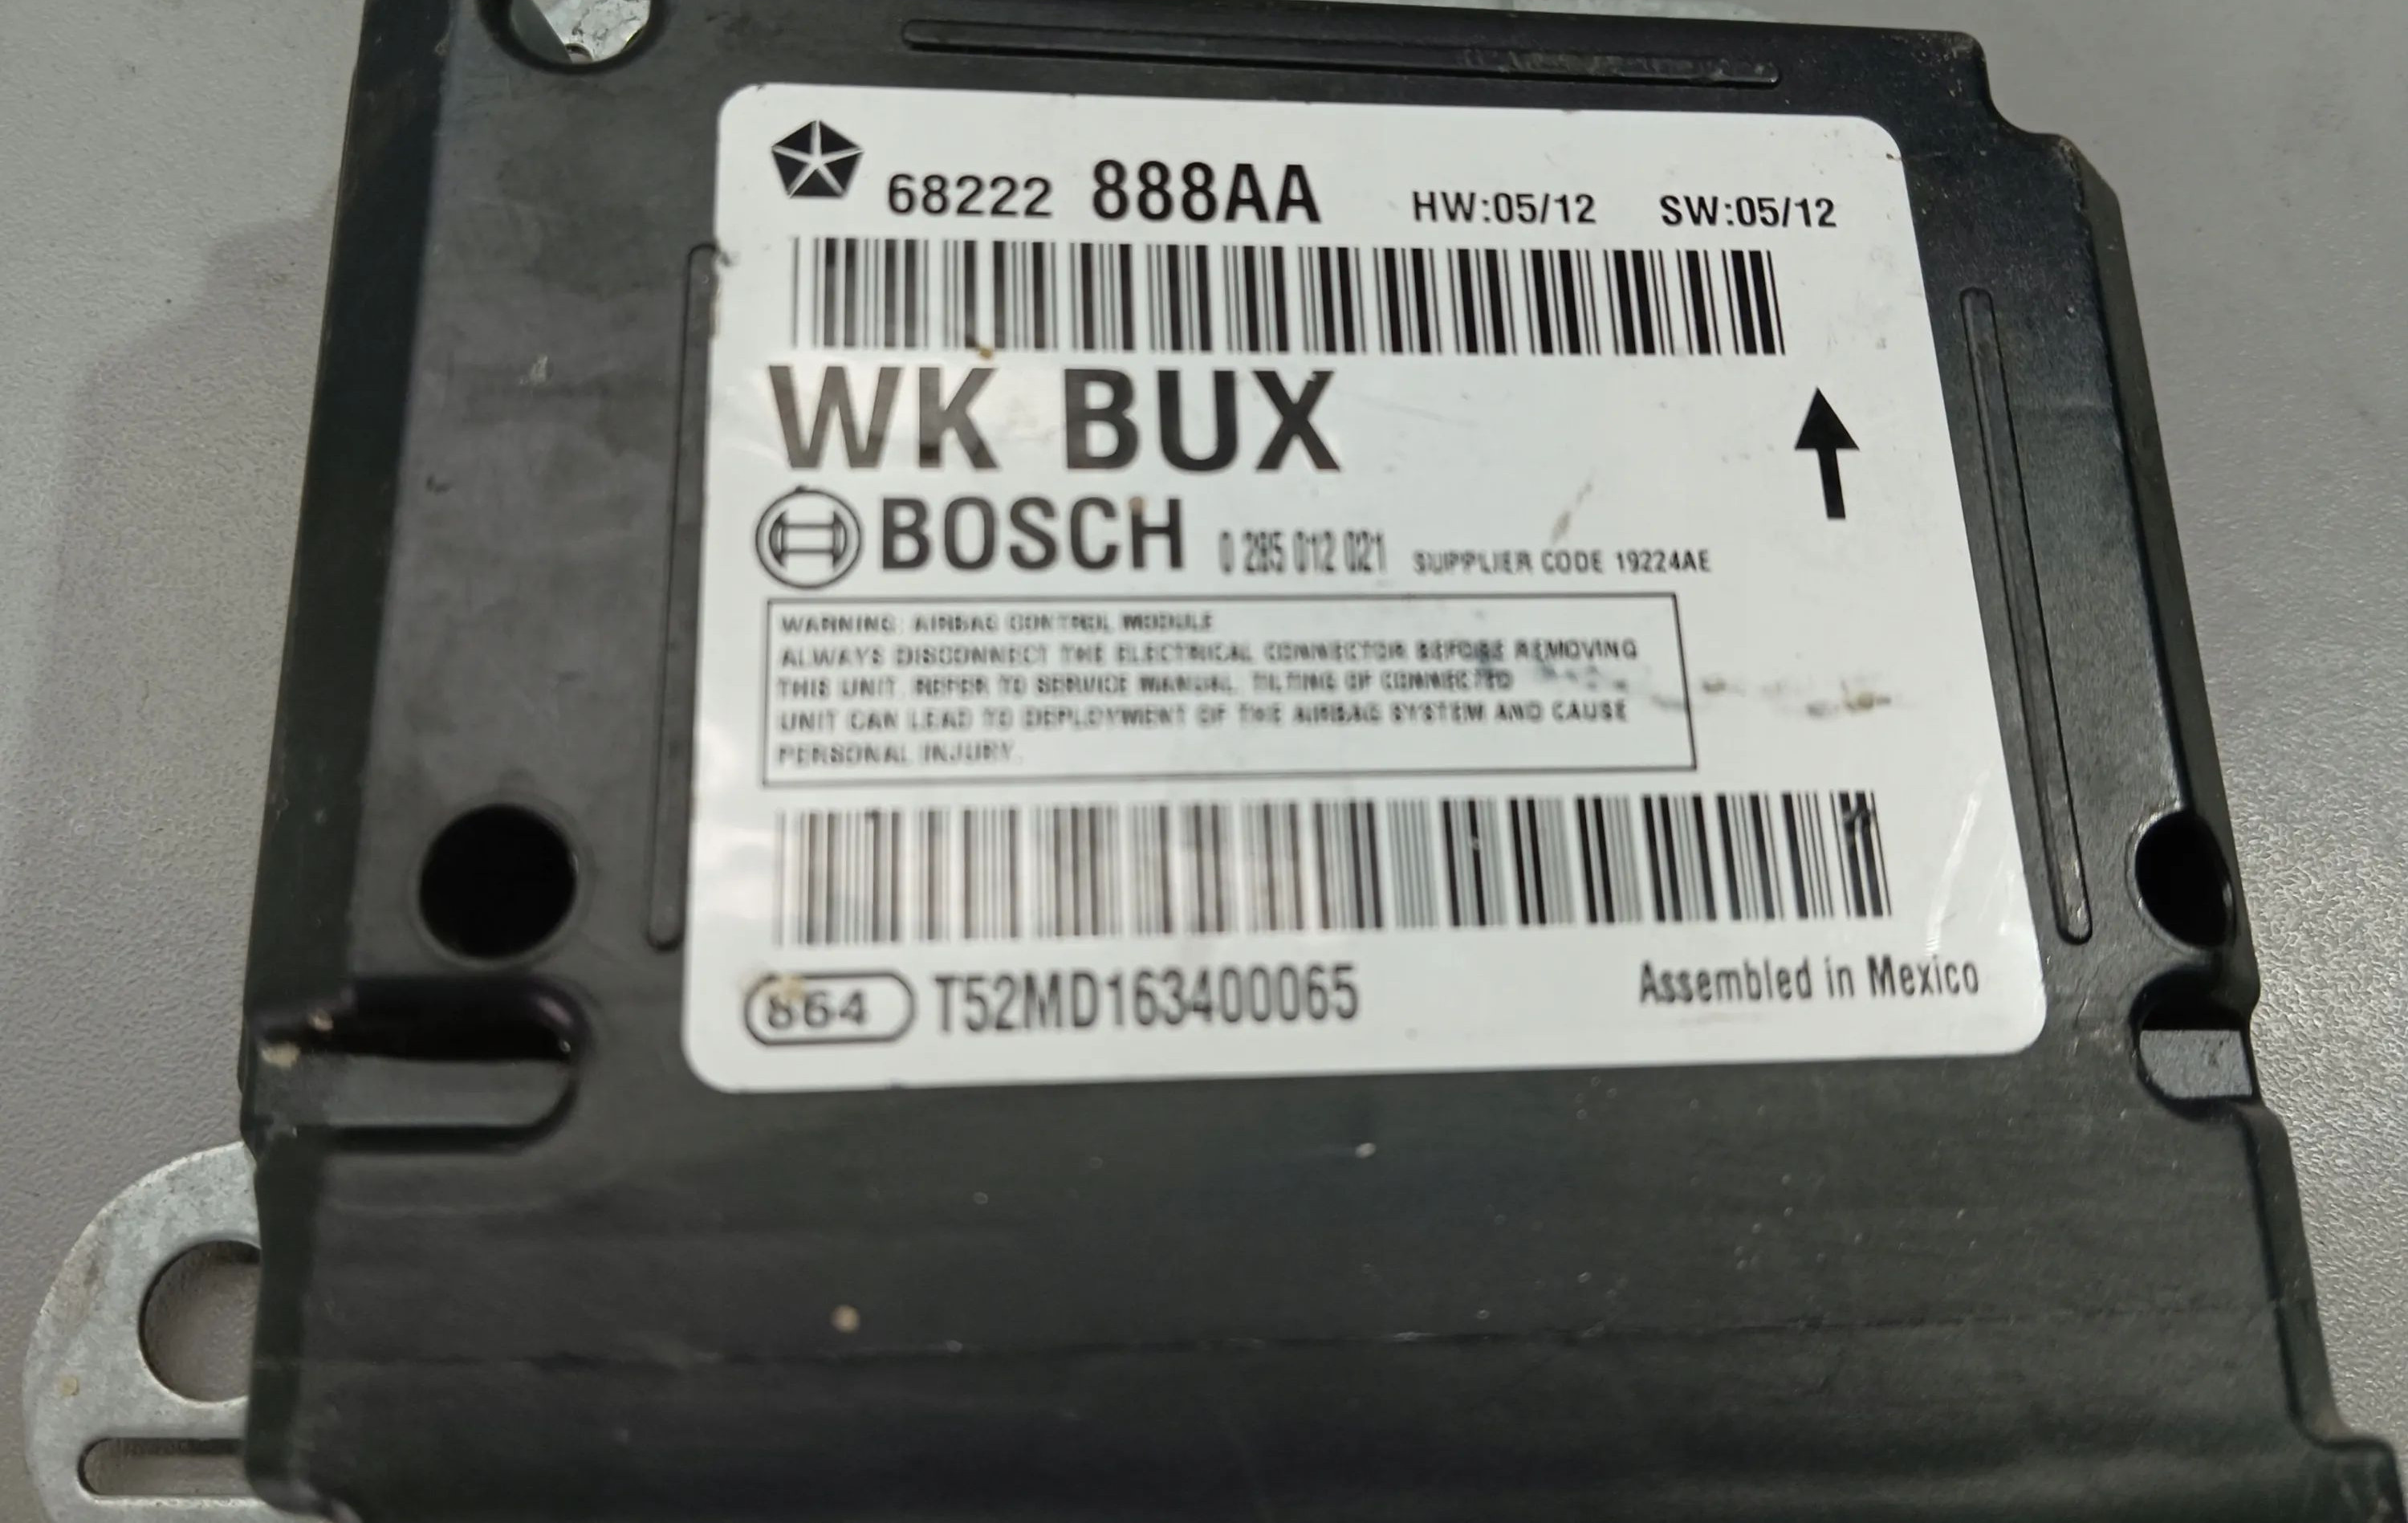 68222 888AA HW:05/12 SW:05/12
WK BUX
BOSCH 0 285 012 021 SUPPLIER CODE 19224AE
WARNING: AIRBAG CONTROL MODULE
ALWAYS DISCONNECT THE ELECTRICAL CONNECTOR BEFORE REMOVING
THIS UNIT. REFER TO SERVICE MANUAL. TILTING OF CONNECTED
UNIT CAN LEAD TO DEPLOYMENT OF THE AIRBAG SYSTEM AND CAUSE
PERSONAL INJURY.
864 T52MD163400065 Assembled in Mexico